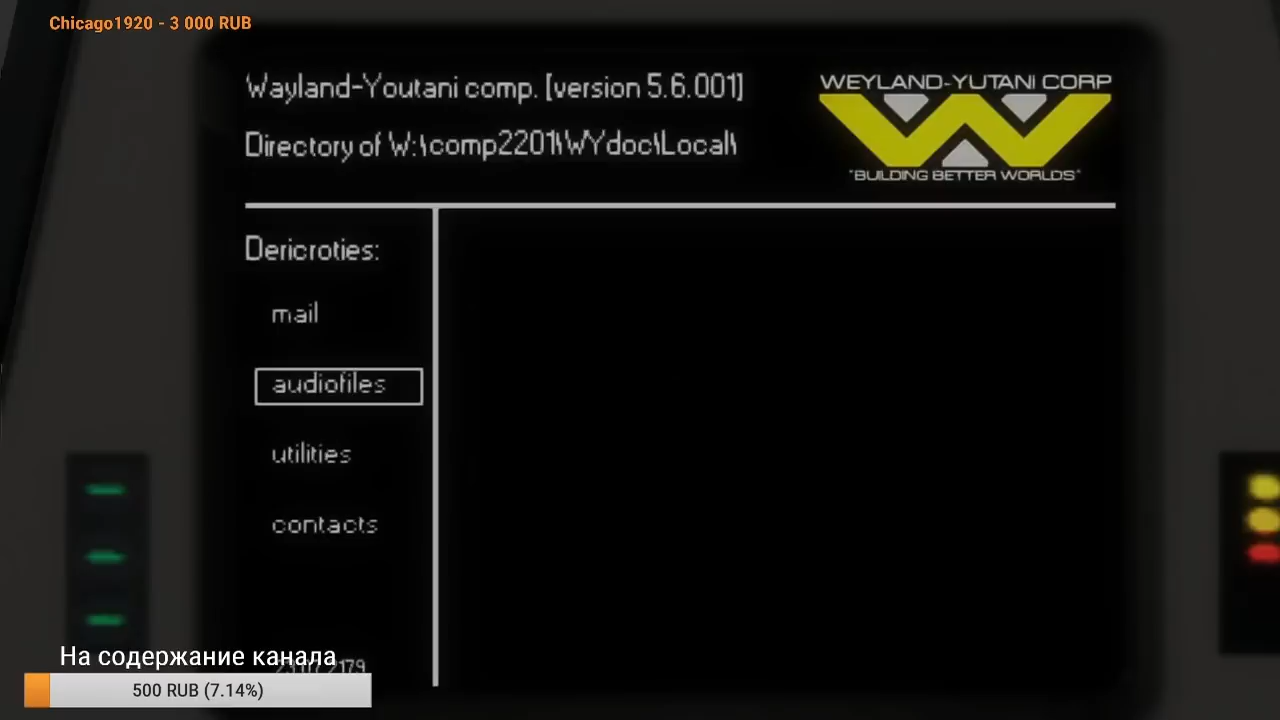 Chicago1920 - 3 000 RUB
Wayland-Youtani comp. [version 5.6.001]
Directory of W:\comp2201\WYdoc\Local\
WEYLAND-YUTANI CORP
"BUILDING BETTER WORLDS"
Dericroties:
mail
audiofiles
utilities
contacts
На содержание канала
500 RUB (7.14%)